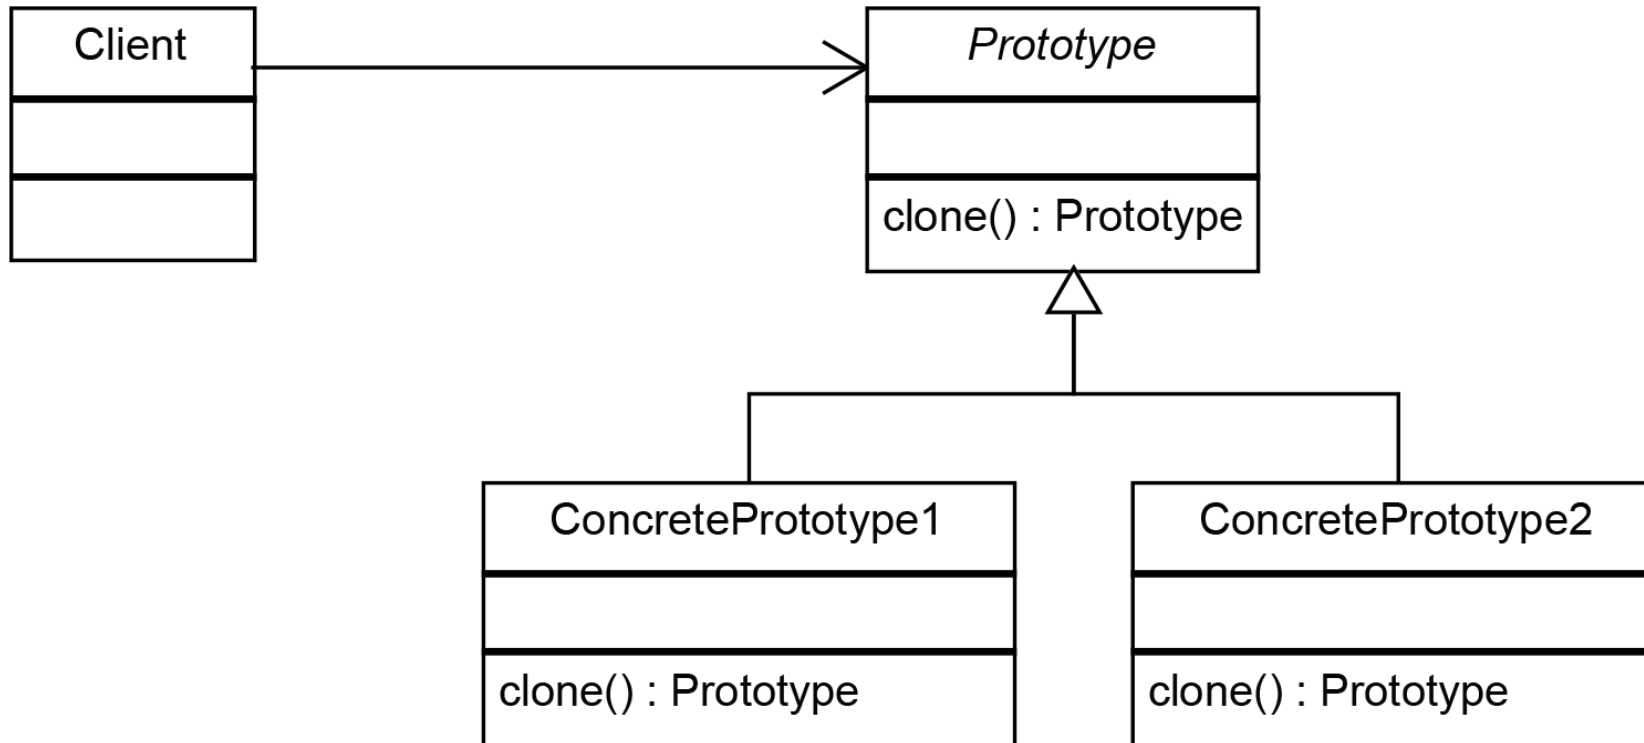 Client
Prototype
clone() : Prototype
ConcretePrototype1
clone() : Prototype
ConcretePrototype2
clone() : Prototype